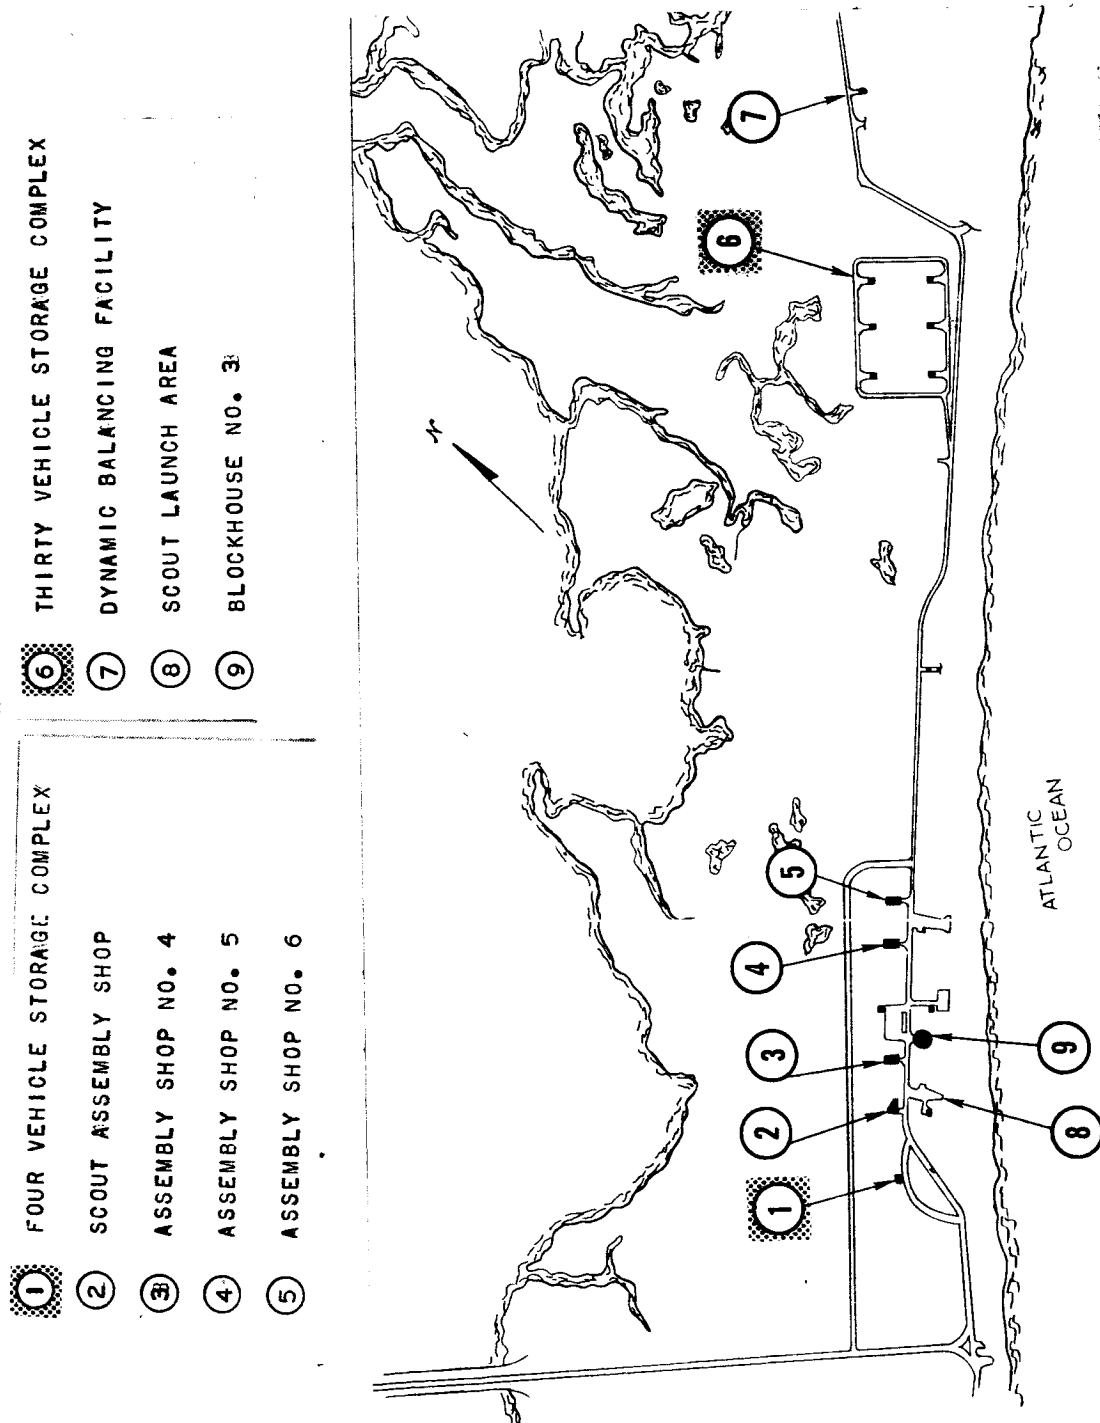 1 FOUR VEHICLE STORAGE COMPLEX
2 SCOUT ASSEMBLY SHOP
3 ASSEMBLY SHOP NO. 4
4 ASSEMBLY SHOP NO. 5
5 ASSEMBLY SHOP NO. 6
6 THIRTY VEHICLE STORAGE COMPLEX
7 DYNAMIC BALANCING FACILITY
8 SCOUT LAUNCH AREA
9 BLOCKHOUSE NO. 3
N
1
2
3
4
5
6
7
8
9
ATLANTIC
OCEAN